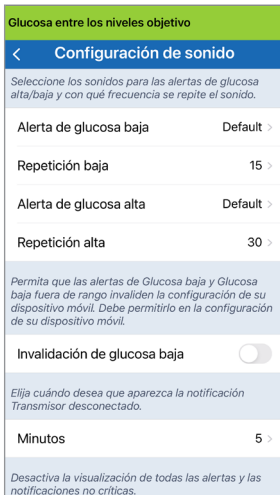 Glucosa entre los niveles objetivo
Configuración de sonido
Seleccione los sonidos para las alertas de glucosa
alta/baja y con qué frecuencia se repite el sonido.
Alerta de glucosa baja Default
Repetición baja 15
Alerta de glucosa alta Default
Repetición alta 30
Permita que las alertas de Glucosa baja y Glucosa
baja fuera de rango invaliden la configuración de su
dispositivo móvil. Debe permitirlo en la configuración
de su dispositivo móvil.
Invalidación de glucosa baja
Elija cuándo desea que aparezca la notificación
Transmisor desconectado.
Minutos 5
Desactiva la visualización de todas las alertas y las
notificaciones no críticas.